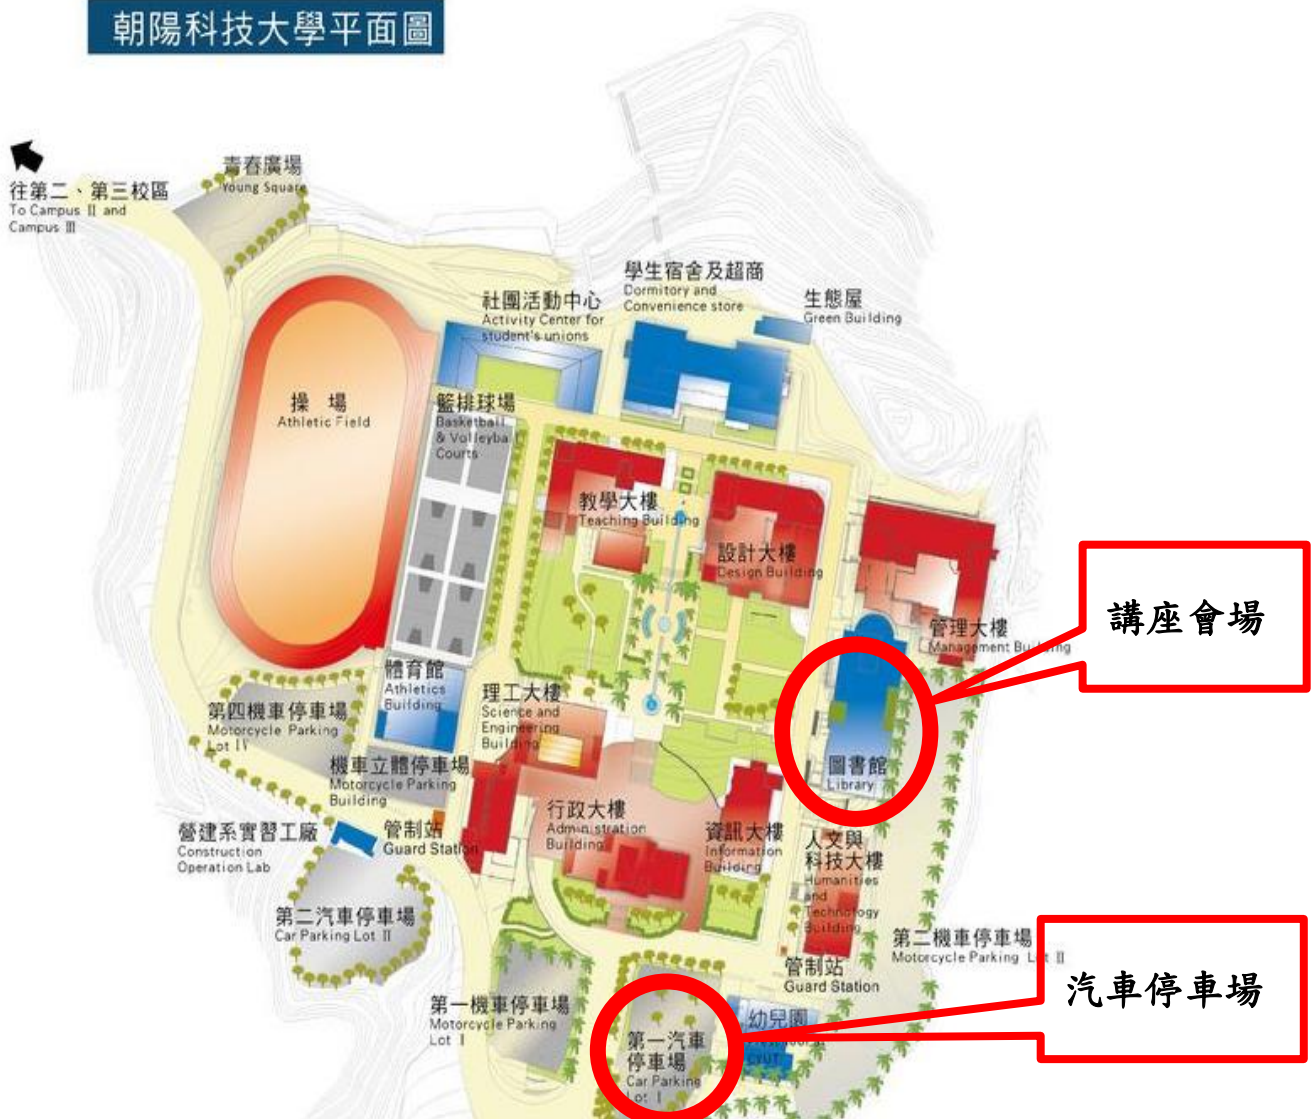 朝陽科技大學平面圖
往第二、第三校區
To Campus II and
Campus III
青春廣場
Young Square
學生宿舍及超商
Dormitory and
Convenience store
生態屋
Green Building
社團活動中心
Activity Center for
student's unions
操 場
Athletic Field
籃排球場
Basketball
& Volleyba
Courts
教學大樓
Teaching Building
設計大樓
Design Building
管理大樓
Management Building
講座會場
體育館
Athletics
Building
理工大樓
Science and
Engineering
Building
第四機車停車場
Motorcycle Parking
Lot IV
機車立體停車場
Motorcycle Parking
Building
圖書館
Library
營建系實習工廠
Construction
Operation Lab
管制站
Guard Station
行政大樓
Administration
Building
資訊大樓
Information
Building
人文與
科技大樓
Humanities
and
Technology
Building
第二汽車停車場
Car Parking Lot II
第二機車停車場
Motorcycle Parking Lot II
管制站
Guard Station
汽車停車場
第一機車停車場
Motorcycle Parking
Lot I
第一汽車
停車場
Car Parking
Lot I
幼兒園
CYUT